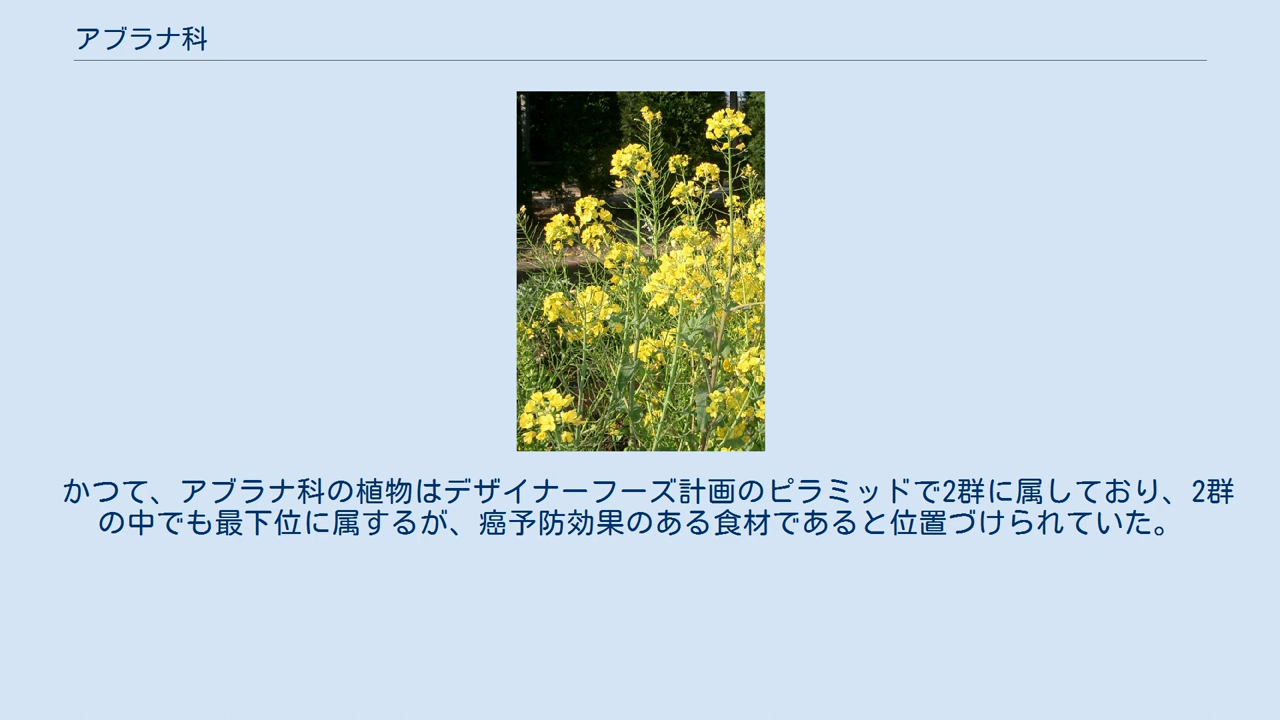 アブラナ科
かつて、アブラナ科の植物はデザイナーフーズ計画のピラミッドで2群に属しており、2群
の中でも最下位に属するが、癌予防効果のある食材であると位置づけられていた。